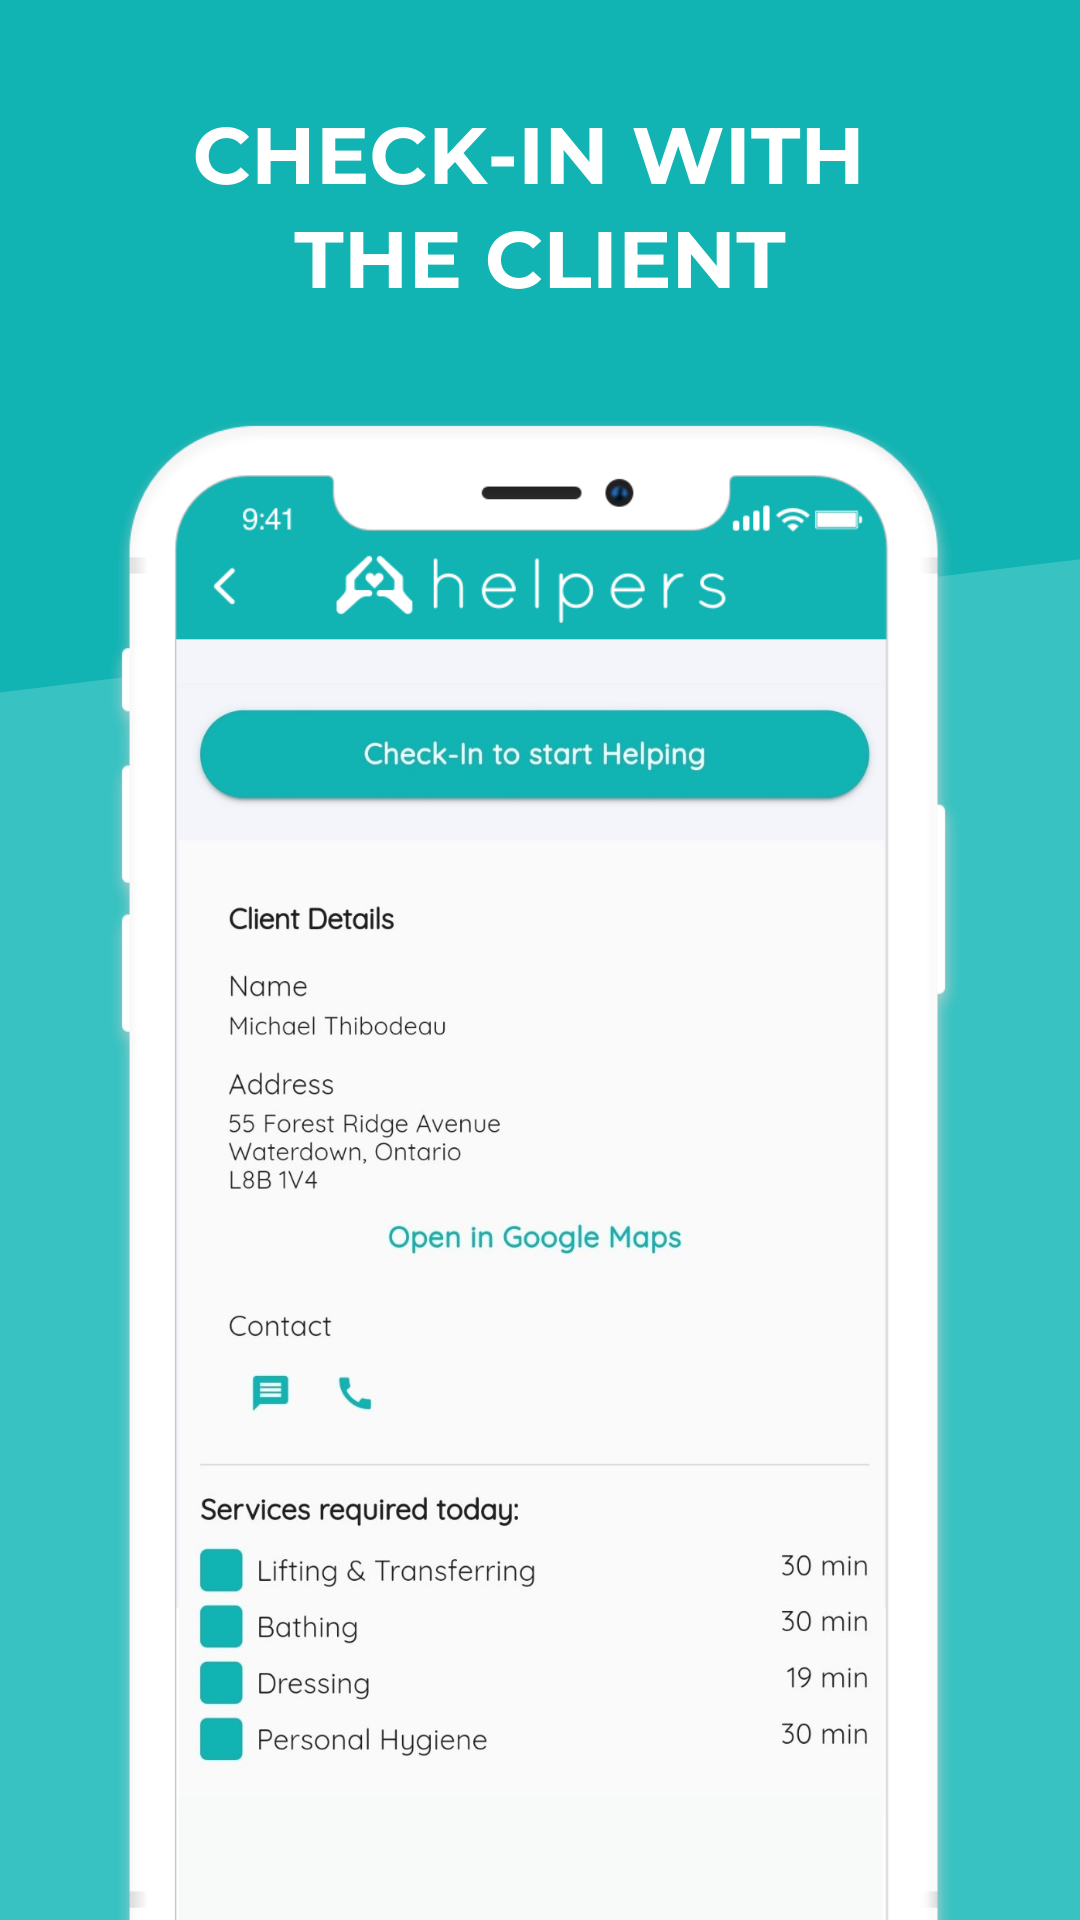 CHECK-IN WITH
THE CLIENT
9:41
helpers
Check-In to start Helping
Client Details
Name
Michael Thibodeau
Address
55 Forest Ridge Avenue
Waterdown, Ontario
L8B 1V4
Open in Google Maps
Contact
Services required today:
Lifting & Transferring 30 min
Bathing 30 min
Dressing 19 min
Personal Hygiene 30 min